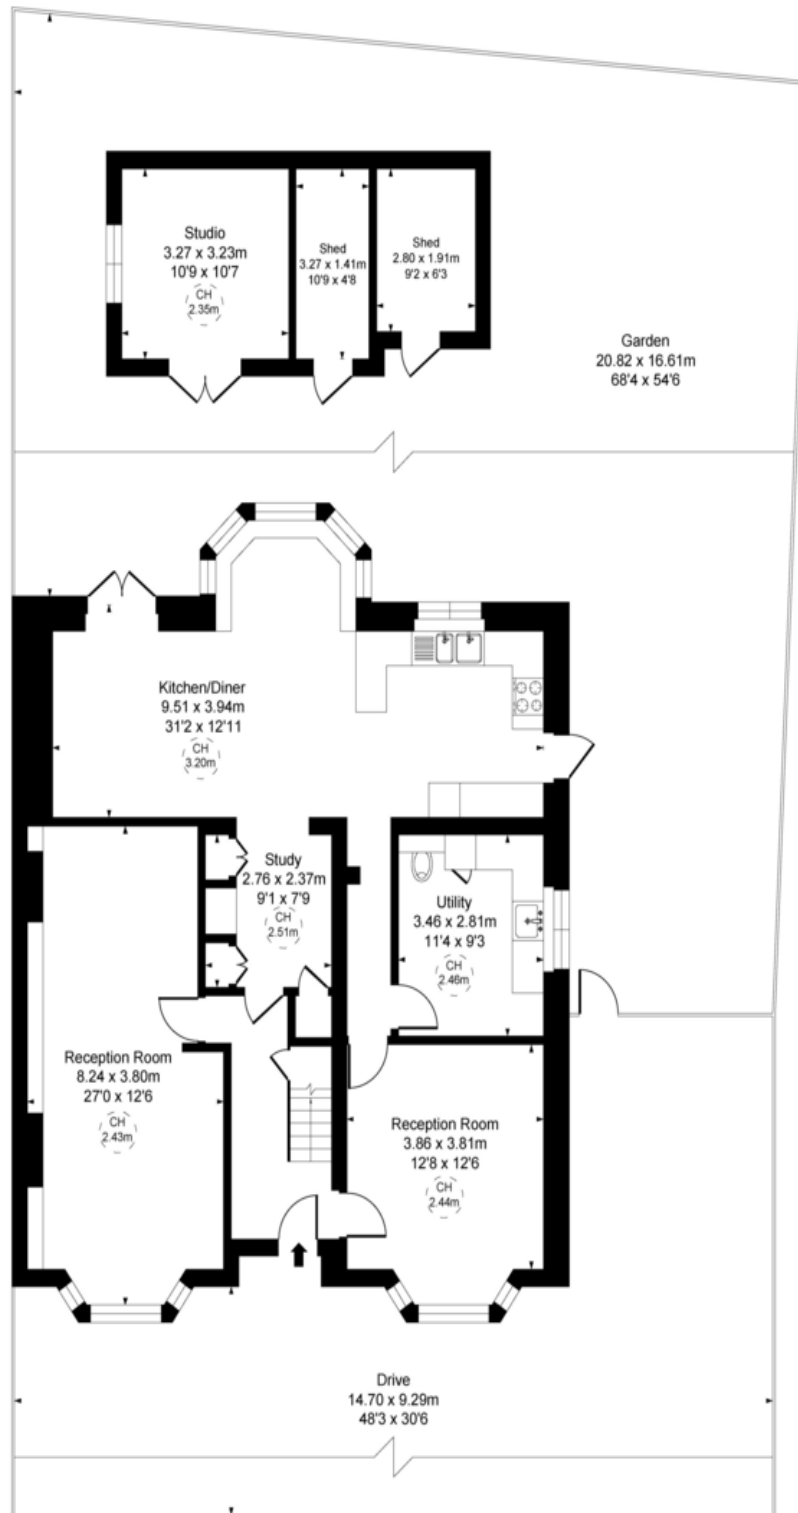 Studio
3.27 x 3.23m
10'9 x 10'7
CH
2.35m
Shed
3.27 x 1.41m
10'9 x 4'8
Shed
2.80 x 1.91m
9'2 x 6'3
Garden
20.82 x 16.61m
68'4 x 54'6
Kitchen/Diner
9.51 x 3.94m
31'2 x 12'11
CH
3.20m
Study
2.76 x 2.37m
9'1 x 7'9
CH
2.51m
Utility
3.46 x 2.81m
11'4 x 9'3
CH
2.46m
Reception Room
8.24 x 3.80m
27'0 x 12'6
CH
2.43m
Reception Room
3.86 x 3.81m
12'8 x 12'6
CH
2.44m
Drive
14.70 x 9.29m
48'3 x 30'6